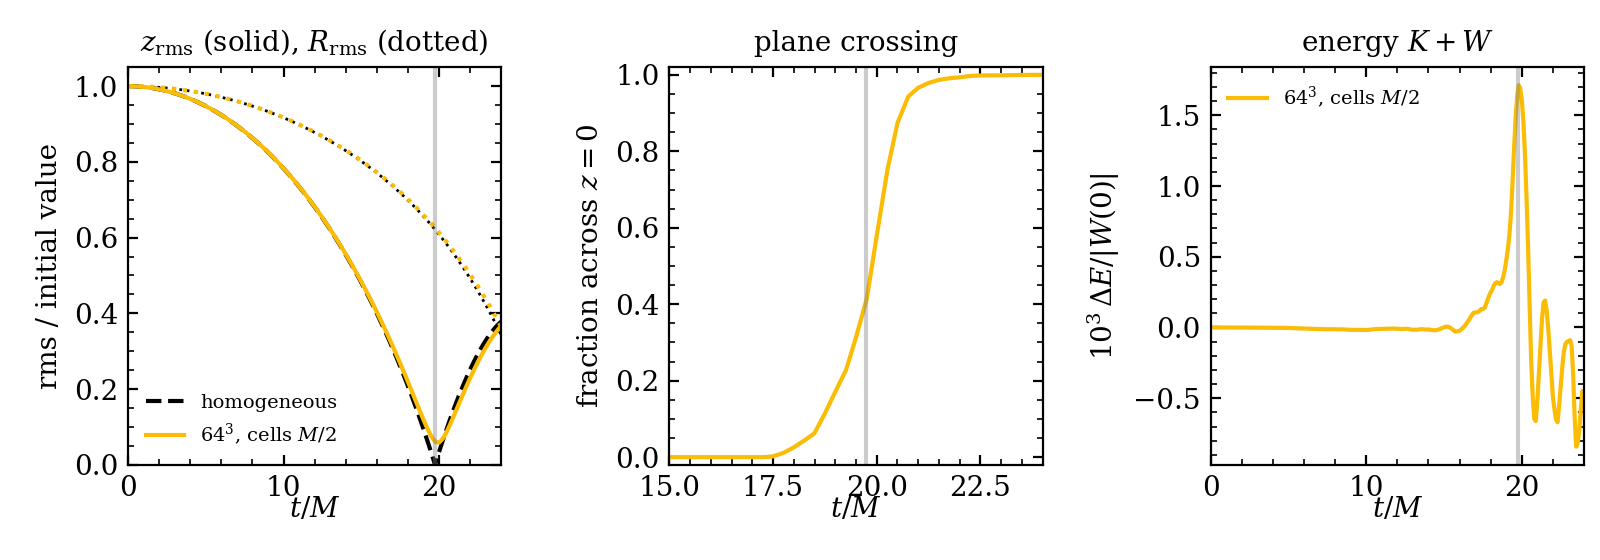 z_rms (solid), R_rms (dotted)
rms / initial value
1.0
0.8
0.6
0.4
0.2
0.0
homogeneous
64³, cells M/2
0
10
20
t/M
plane crossing
fraction across z = 0
1.0
0.8
0.6
0.4
0.2
0.0
15.0
17.5
20.0
22.5
t/M
energy K + W
10³ ΔE/|W(0)|
64³, cells M/2
1.5
1.0
0.5
0.0
−0.5
0
10
20
t/M